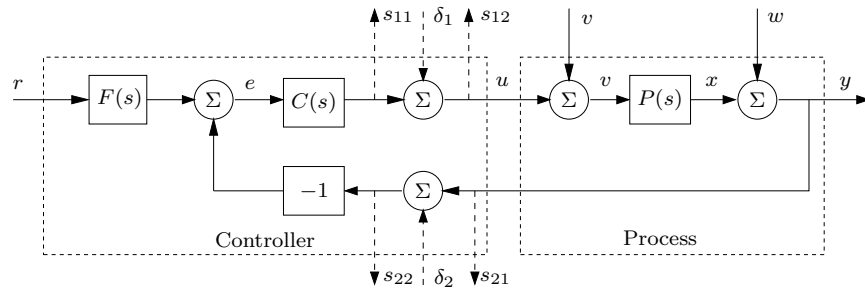 s₁₁ δ₁ s₁₂ v w
r F(s) Σ e C(s) Σ u Σ v P(s) x Σ y
−1 Σ
Controller Process
s₂₂ δ₂ s₂₁